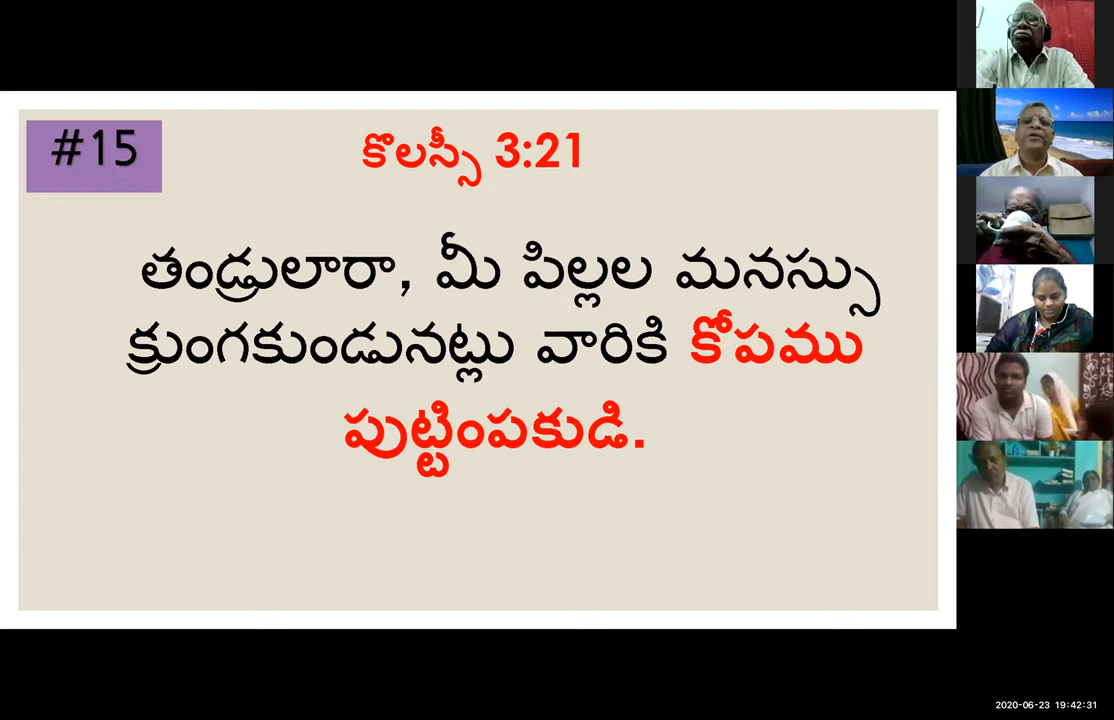 #15
కొలస్సీ 3:21
తండ్రులారా, మీ పిల్లల మనస్సు
క్రుంగకుండునట్లు వారికి కోపము
పుట్టింపకుడి.
2020-06-23 19:42:31